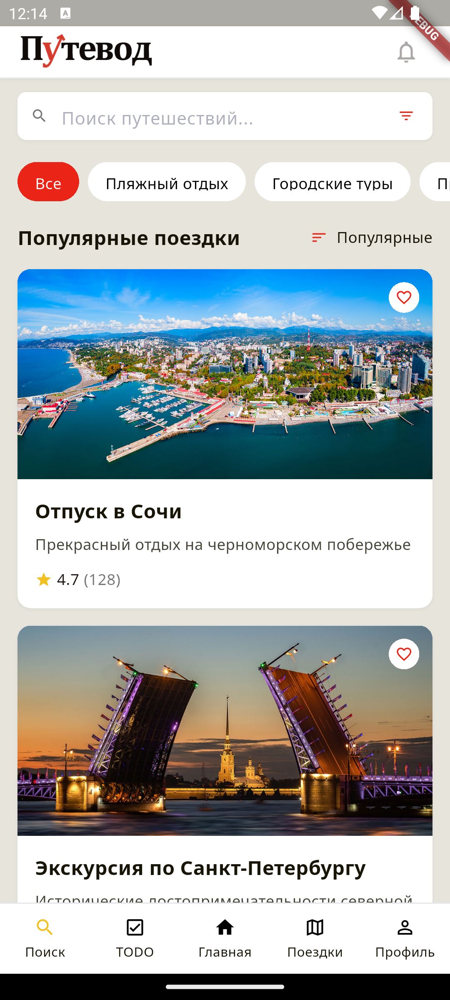 12:14
EBUG
Путевод
Поиск путешествий...
Все
Пляжный отдых
Городские туры
Популярные поездки
Популярные
Отпуск в Сочи
Прекрасный отдых на черноморском побережье
4.7 (128)
Экскурсия по Санкт-Петербургу
Исторические достопримечательности северной
Поиск
TODO
Главная
Поездки
Профиль